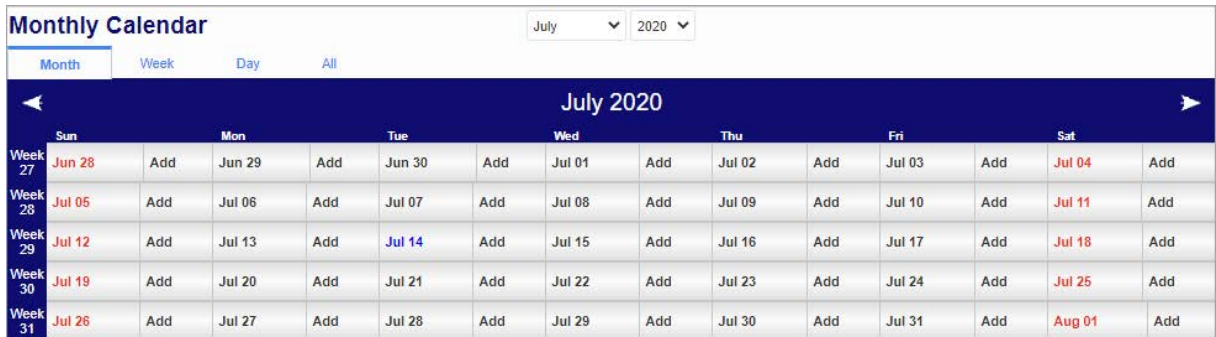 Monthly Calendar July 2020
Month Week Day All
July 2020
Sun Mon Tue Wed Thu Fri Sat
Week 27 Jun 28 Add Jun 29 Add Jun 30 Add Jul 01 Add Jul 02 Add Jul 03 Add Jul 04 Add
Week 28 Jul 05 Add Jul 06 Add Jul 07 Add Jul 08 Add Jul 09 Add Jul 10 Add Jul 11 Add
Week 29 Jul 12 Add Jul 13 Add Jul 14 Add Jul 15 Add Jul 16 Add Jul 17 Add Jul 18 Add
Week 30 Jul 19 Add Jul 20 Add Jul 21 Add Jul 22 Add Jul 23 Add Jul 24 Add Jul 25 Add
Week 31 Jul 26 Add Jul 27 Add Jul 28 Add Jul 29 Add Jul 30 Add Jul 31 Add Aug 01 Add